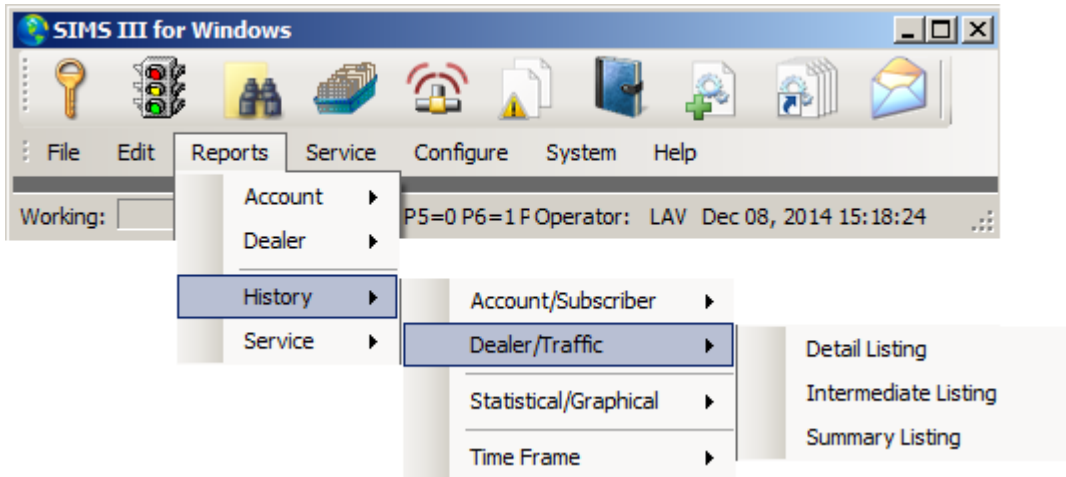 SIMS III for Windows
File Edit Reports Service Configure System Help
Account
Working: P5=0 P6=1 F Operator: LAV Dec 08, 2014 15:18:24
Dealer
History
Account/Subscriber
Service
Dealer/Traffic
Detail Listing
Statistical/Graphical
Intermediate Listing
Summary Listing
Time Frame